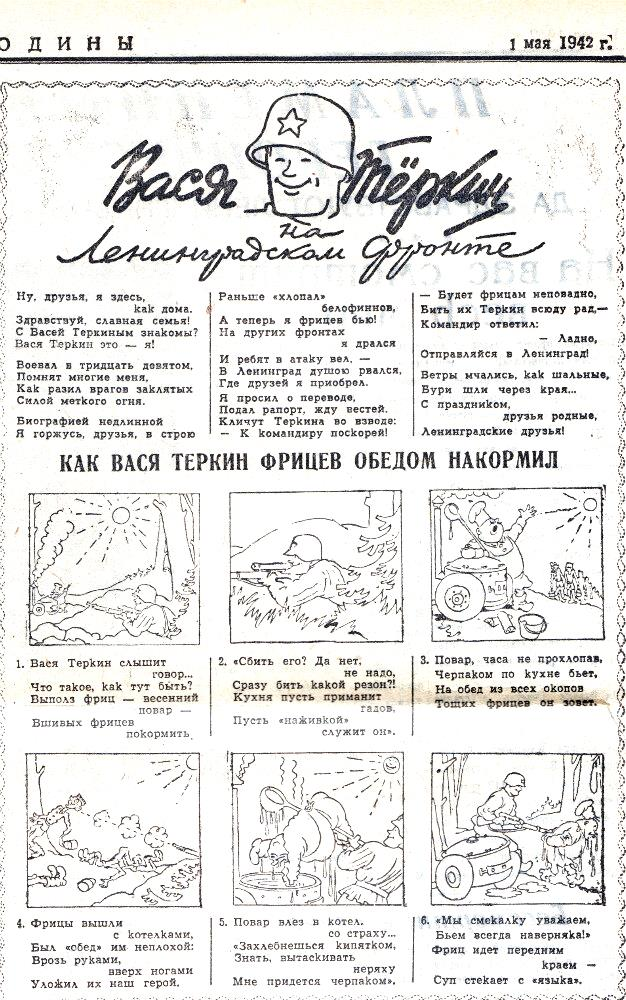 ОДИНЫ
1 мая 1942 г.
Вася Тёркин
на
Ленинградском фронте
Ну, друзья, я здесь,
как дома.
Здравствуй, славная семья!
С Васей Теркиным знакомы?
Вася Теркин это — я!
Воевал в тридцать девятом,
Помнят многие меня,
Как разил врагов заклятых
Силой меткого огня.
Биографией недлинной
Я горжусь, друзья, в строю
Раньше «хлопал»
белофиннов,
А теперь я фрицев бью!
На других фронтах
я дрался
И ребят в атаку вел, —
В Ленинград душою рвался,
Где друзей я приобрел.
Я просил о переводе,
Подал рапорт, жду вестей.
Кличут Теркина во взводе:
— К командиру поскорей!
— Будет фрицам неповадно,
Бить их Теркин всюду рад,—
Командир ответил:
— Ладно,
Отправляйся в Ленинград!
Ветры мчались, как шальные,
Бури шли через края...
С праздником,
друзья родные,
Ленинградские друзья!
КАК ВАСЯ ТЕРКИН ФРИЦЕВ ОБЕДОМ НАКОРМИЛ
1. Вася Теркин слышит
говор...
Что такое, как тут быть?
Выполз фриц — весенний
повар —
Вшивых фрицев
покормить.
2. «Сбить его? Да нет,
не надо,
Сразу бить какой резон?!
Кухня пусть приманит
гадов,
Пусть «наживкой»
служит он».
3. Повар, часа не прохлопав,
Черпаком по кухне бьет,
На обед из всех окопов
Тощих фрицев он зовет.
4. Фрицы вышли
с котелками,
Был «обед» им неплохой:
Врозь руками,
вверх ногами
Уложил их наш герой.
5. Повар влез в котел.
со страху...
«Захлебнешься кипятком,
Знать, вытаскивать
неряху
Мне придется черпаком».
6. «Мы смекалку уважаем,
Бьем всегда наверняка!»
Фриц идет передним
краем —
Суп стекает с «языка».